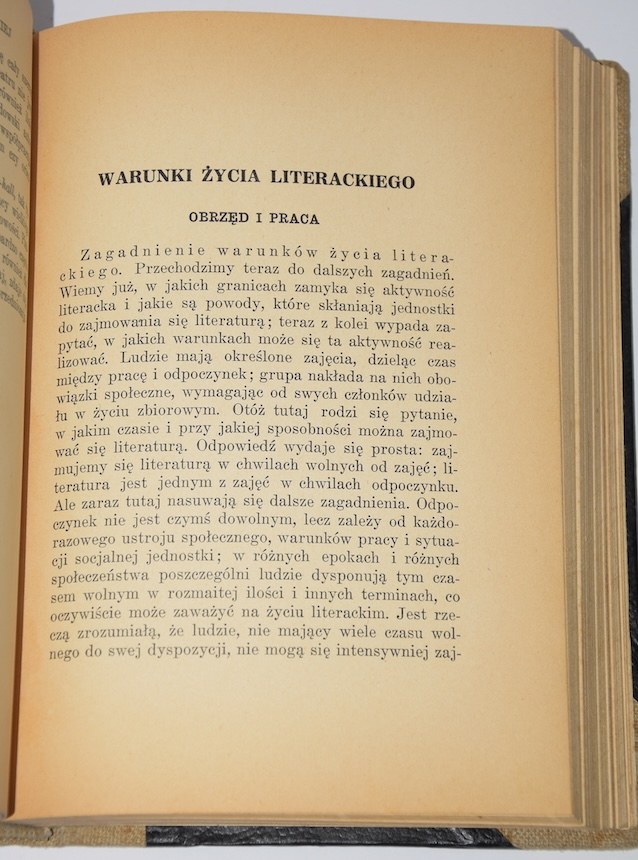 WARUNKI ŻYCIA LITERACKIEGO
OBRZĘD I PRACA
Zagadnienie warunków życia litera-
ckiego. Przechodzimy teraz do dalszych zagadnień.
Wiemy już, w jakich granicach zamyka się aktywność
literacka i jakie są powody, które skłaniają jednostki
do zajmowania się literaturą; teraz z kolei wypada za-
pytać, w jakich warunkach może się ta aktywność rea-
lizować. Ludzie mają określone zajęcia, dzieląc czas
między pracę i odpoczynek; grupa nakłada na nich obo-
wiązki społeczne, wymagając od swych członków udzia-
łu w życiu zbiorowym. Otóż tutaj rodzi się pytanie,
w jakim czasie i przy jakiej sposobności można zajmo-
wać się literaturą. Odpowiedź wydaje się prosta: zaj-
mujemy się literaturą w chwilach wolnych od zajęć; li-
teratura jest jednym z zajęć w chwilach odpoczynku.
Ale zaraz tutaj nasuwają się dalsze zagadnienia. Odpo-
czynek nie jest czymś dowolnym, lecz zależy od każdo-
razowego ustroju społecznego, warunków pracy i sytua-
cji socjalnej jednostki; w różnych epokach i różnych
społeczeństwa poszczególni ludzie dysponują tym cza-
sem wolnym w rozmaitej ilości i innych terminach, co
oczywiście może zaważyć na życiu literackim. Jest rze-
czą zrozumiałą, że ludzie, nie mający wiele czasu wol-
nego do swej dyspozycji, nie mogą się intensywniej zaj-